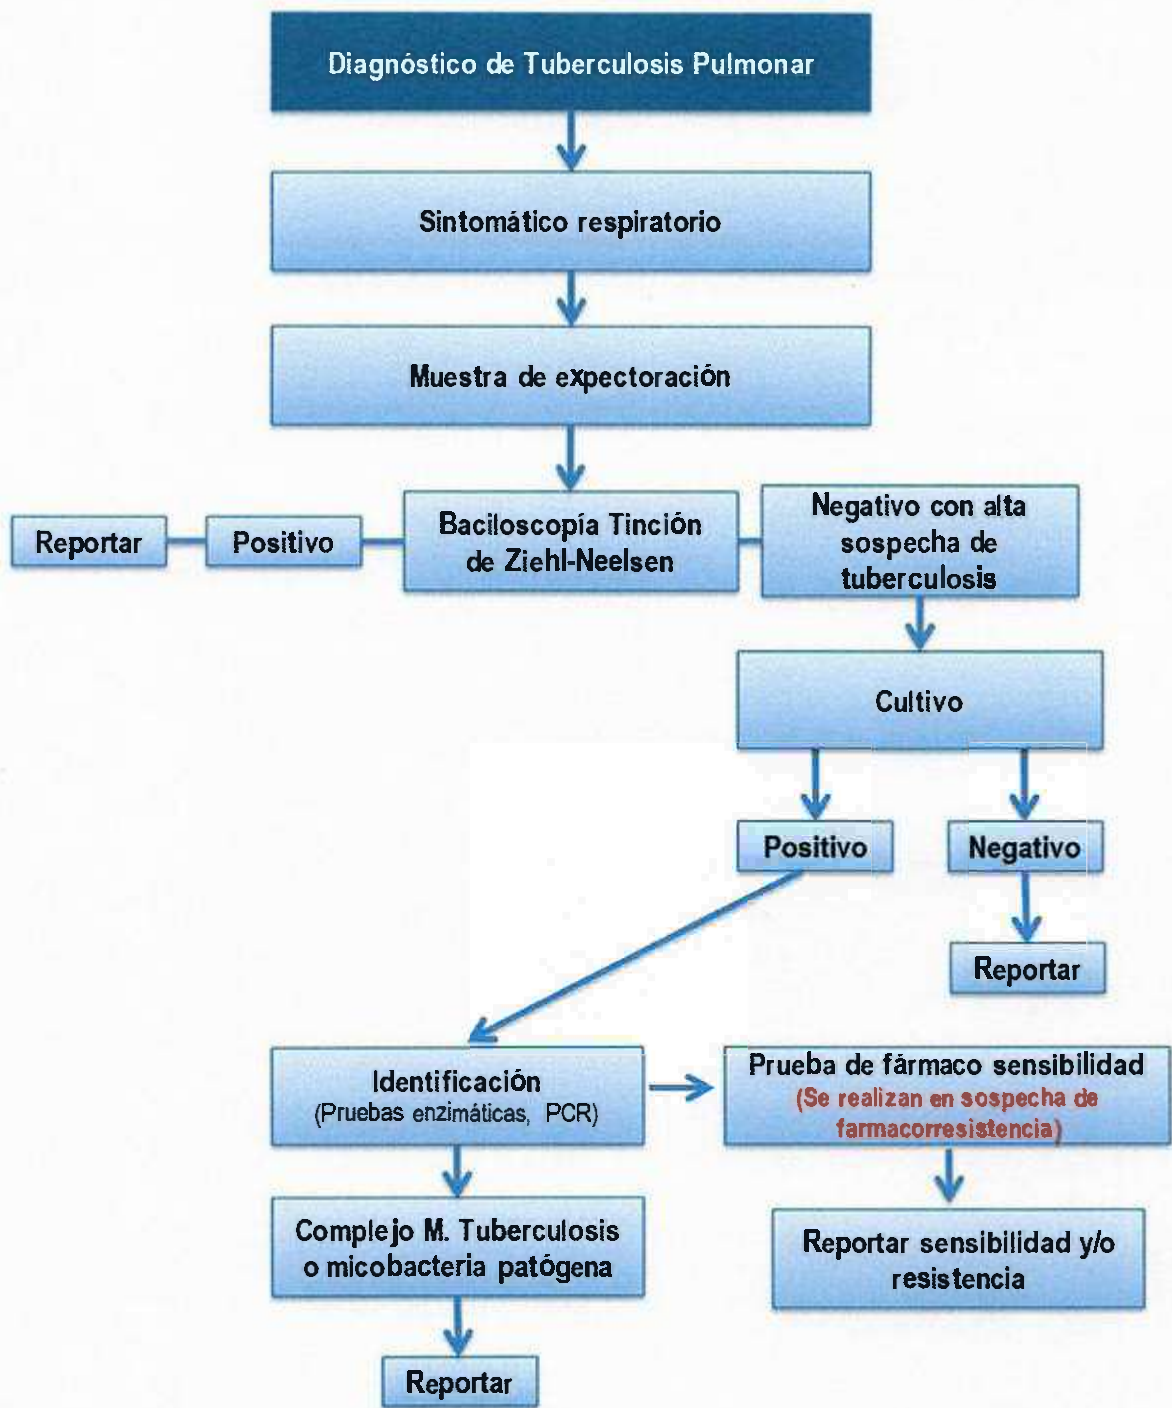 Diagnóstico de Tuberculosis Pulmonar
Sintomático respiratorio
Muestra de expectoración
Reportar
Positivo
Baciloscopía Tinción
de Ziehl-Neelsen
Negativo con alta
sospecha de
tuberculosis
Cultivo
Positivo
Negativo
Reportar
Identificación
(Pruebas enzimáticas, PCR)
Prueba de fármaco sensibilidad
(Se realizan en sospecha de
farmacorresistencia)
Complejo M. Tuberculosis
o micobacteria patógena
Reportar sensibilidad y/o
resistencia
Reportar